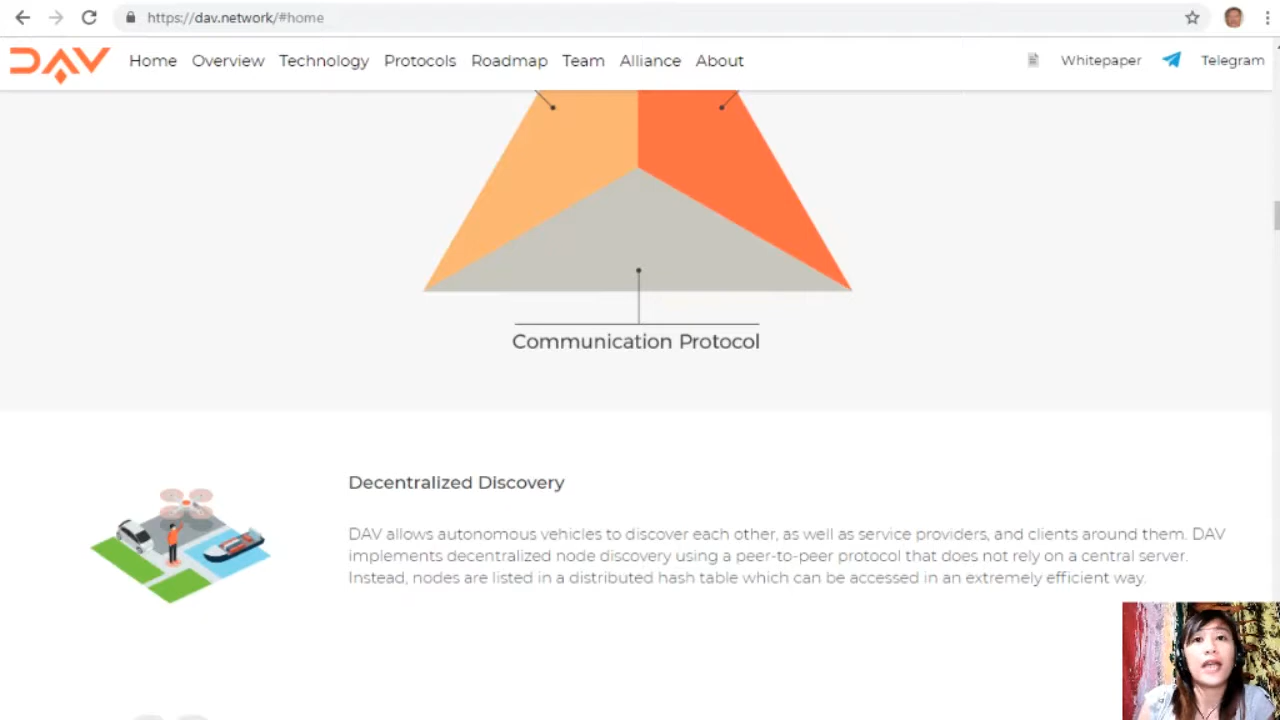 https://dav.network/#home
DAV Home Overview Technology Protocols Roadmap Team Alliance About Whitepaper Telegram
Communication Protocol
Decentralized Discovery
DAV allows autonomous vehicles to discover each other, as well as service providers, and clients around them. DAV
implements decentralized node discovery using a peer-to-peer protocol that does not rely on a central server.
Instead, nodes are listed in a distributed hash table which can be accessed in an extremely efficient way.